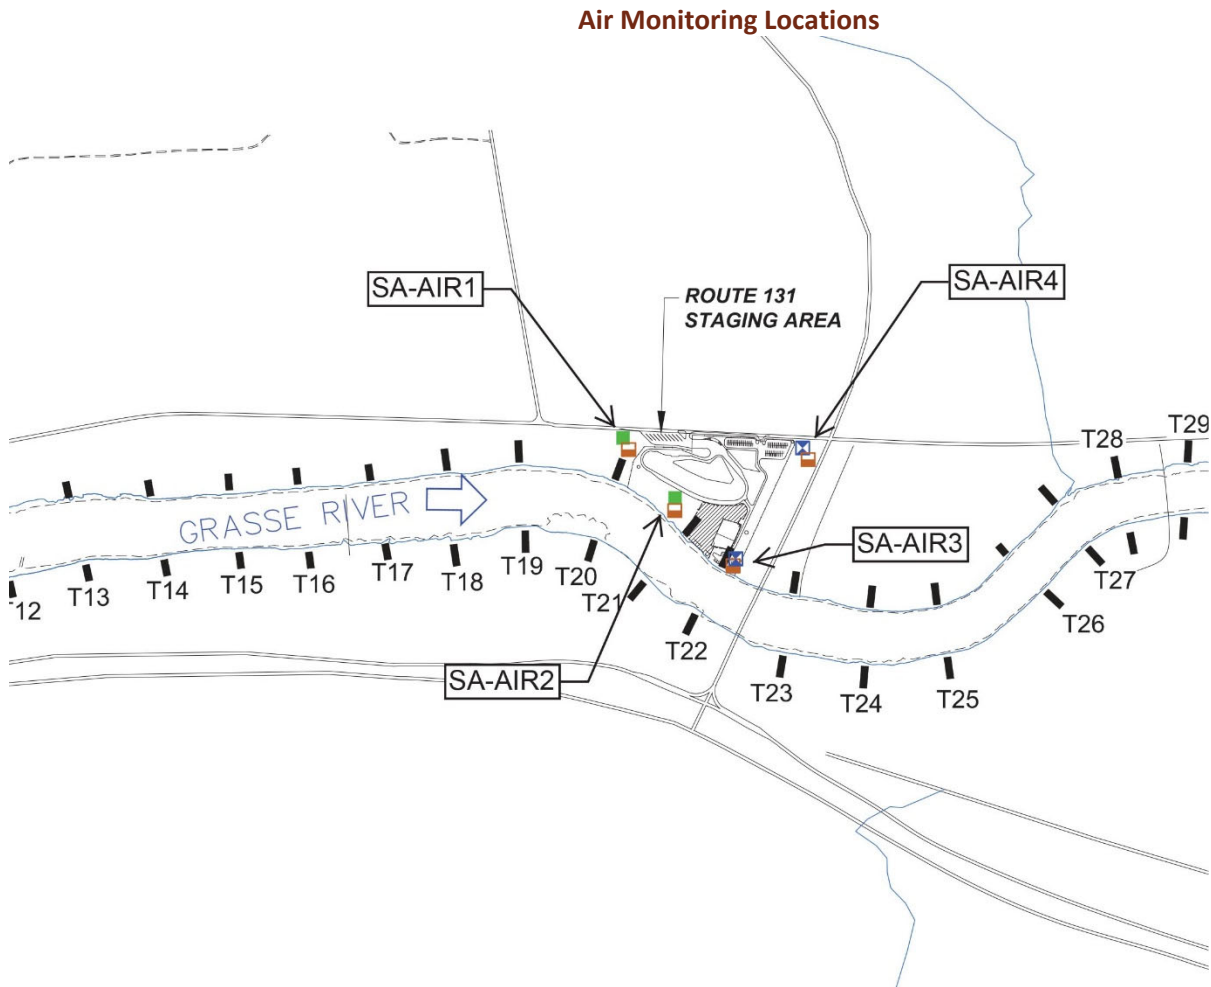 Air Monitoring Locations
SA-AIR1
SA-AIR4
ROUTE 131
STAGING AREA
T28
T29
GRASSE RIVER
SA-AIR3
T12
T13
T14
T15
T16
T17
T18
T19
T20
T21
T22
T23
T24
T25
T26
T27
SA-AIR2